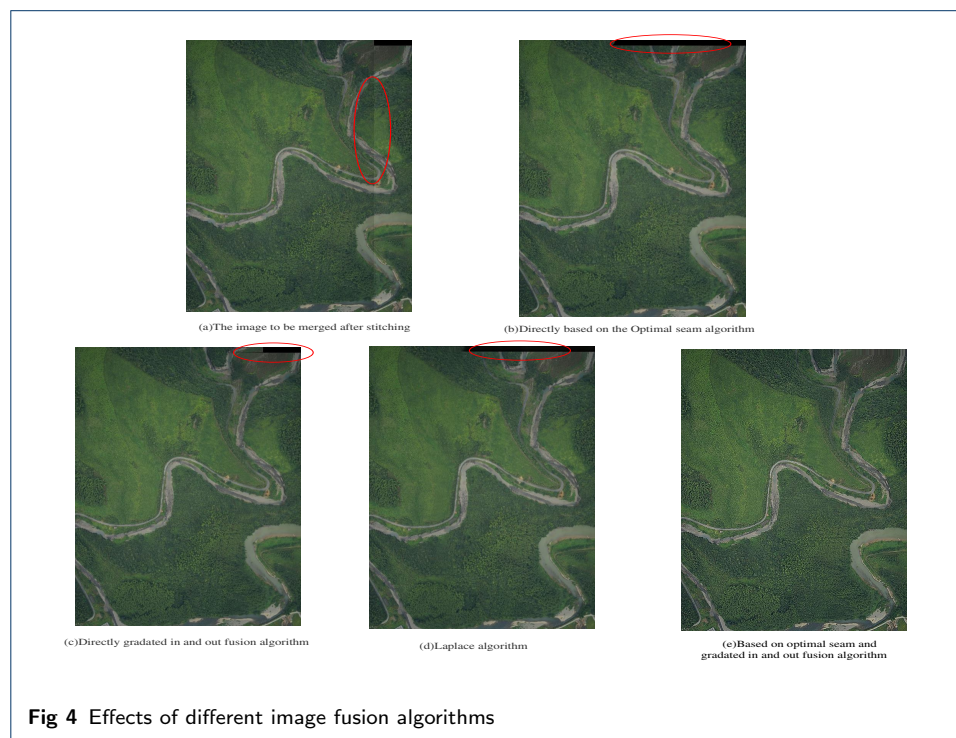 (a)The image to be merged after stitching
(b)Directly based on the Optimal seam algorithm
(c)Directly gradated in and out fusion algorithm
(d)Laplace algorithm
(e)Based on optimal seam and
gradated in and out fusion algorithm
Fig 4 Effects of different image fusion algorithms